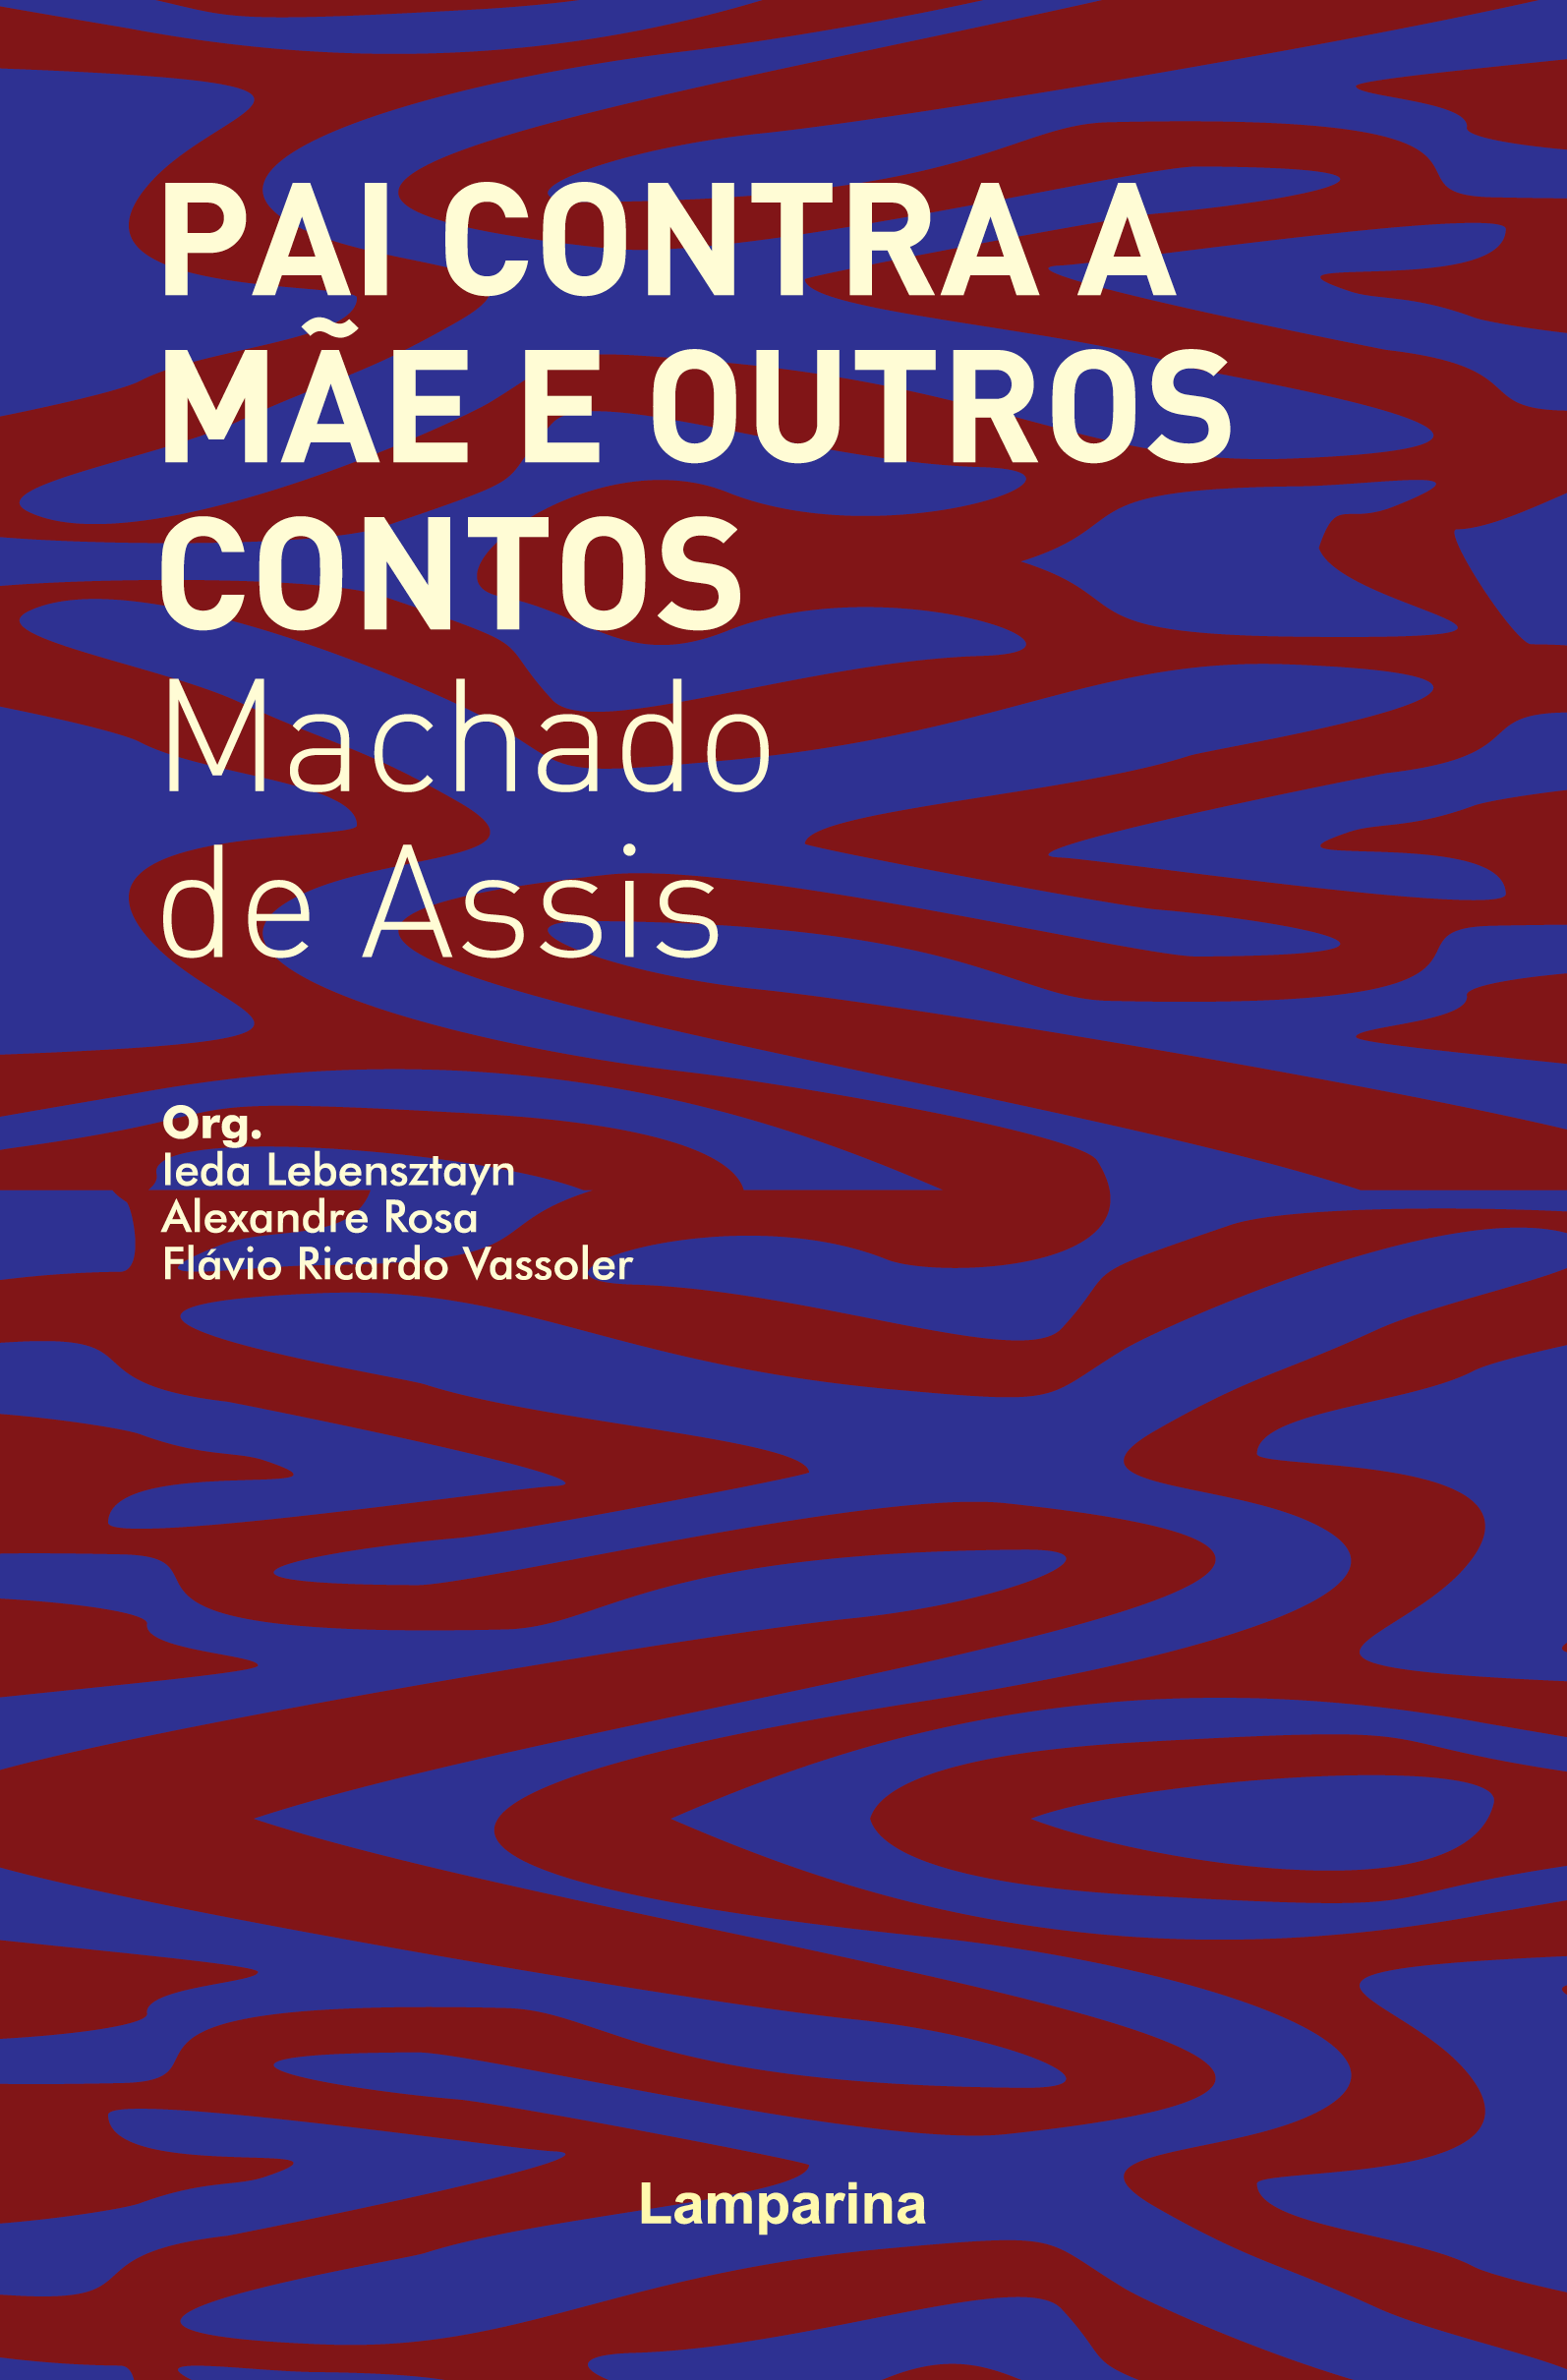 PAI CONTRA A
MÃE E OUTROS
CONTOS
Machado
de Assis
Org.
Ieda Lebensztayn
Alexandre Rosa
Flávio Ricardo Vassoler
Lamparina